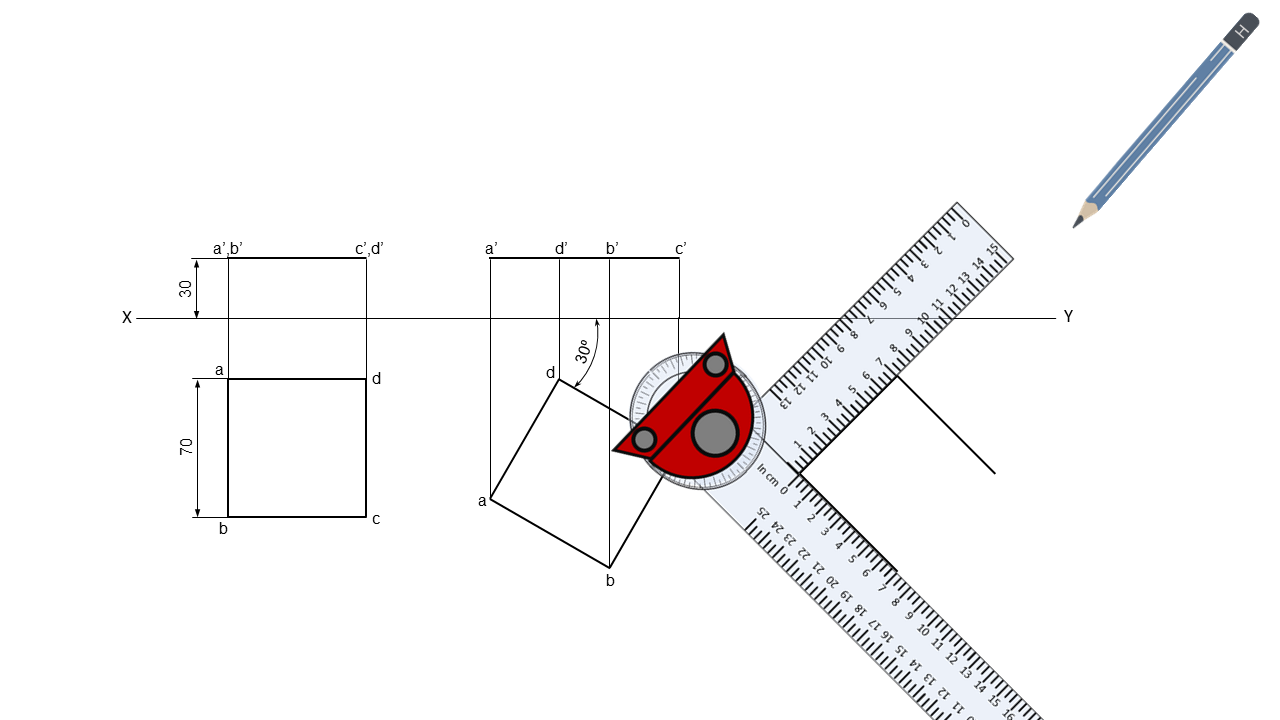 H
a',b' c',d' a' d' b' c'
30
X Y
30º
a d d
70
a
b c
b
0 1 2 3 4 5 6 7 8 9 10 11 12 13
15 14 13 12 11 10 9 8 7 6 5 4 3 2 1
In cm 0 1 2 3 4 5 6 7 8 9 10 11 12 13 14 15 16
25 24 23 22 21 20 19 18 17 16 15 14 13 12 11